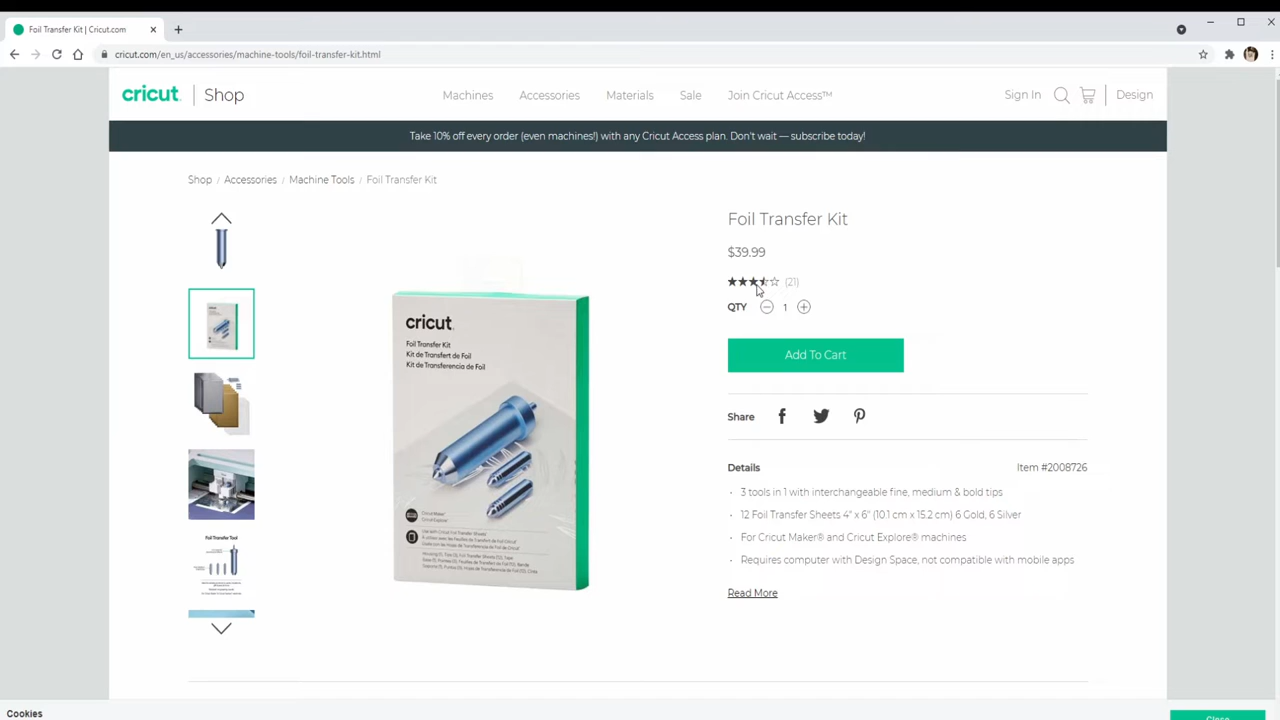 Foil Transfer Kit | Cricut.com
cricut.com/en_us/accessories/machine-tools/foil-transfer-kit.html
cricut Shop Machines Accessories Materials Sale Join Cricut Access™ Sign In Design
Take 10% off every order (even machines!) with any Cricut Access plan. Don't wait — subscribe today!
Shop / Accessories / Machine Tools / Foil Transfer Kit
Foil Transfer Kit
$39.99
(21)
QTY 1
Add To Cart
Share
Details Item #2008726
· 3 tools in 1 with interchangeable fine, medium & bold tips
· 12 Foil Transfer Sheets 4" x 6" (10.1 cm x 15.2 cm) 6 Gold, 6 Silver
· For Cricut Maker® and Cricut Explore® machines
· Requires computer with Design Space, not compatible with mobile apps
Read More
cricut
Foil Transfer Kit
Kit de Transfert de Foil
Kit de Transferencia de Foil
Foil Transfer Tool
Cookies
Close